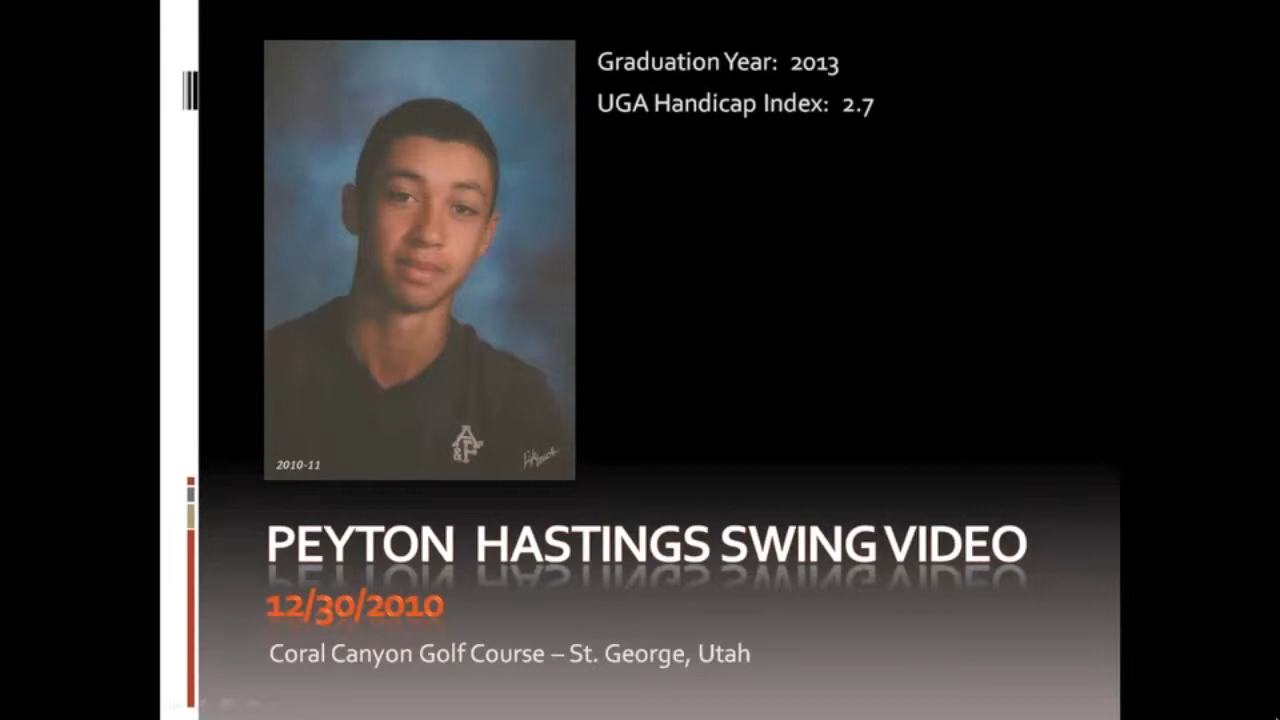 Graduation Year: 2013
UGA Handicap Index: 2.7
2010-11
PEYTON HASTINGS SWING VIDEO
12/30/2010
Coral Canyon Golf Course – St. George, Utah